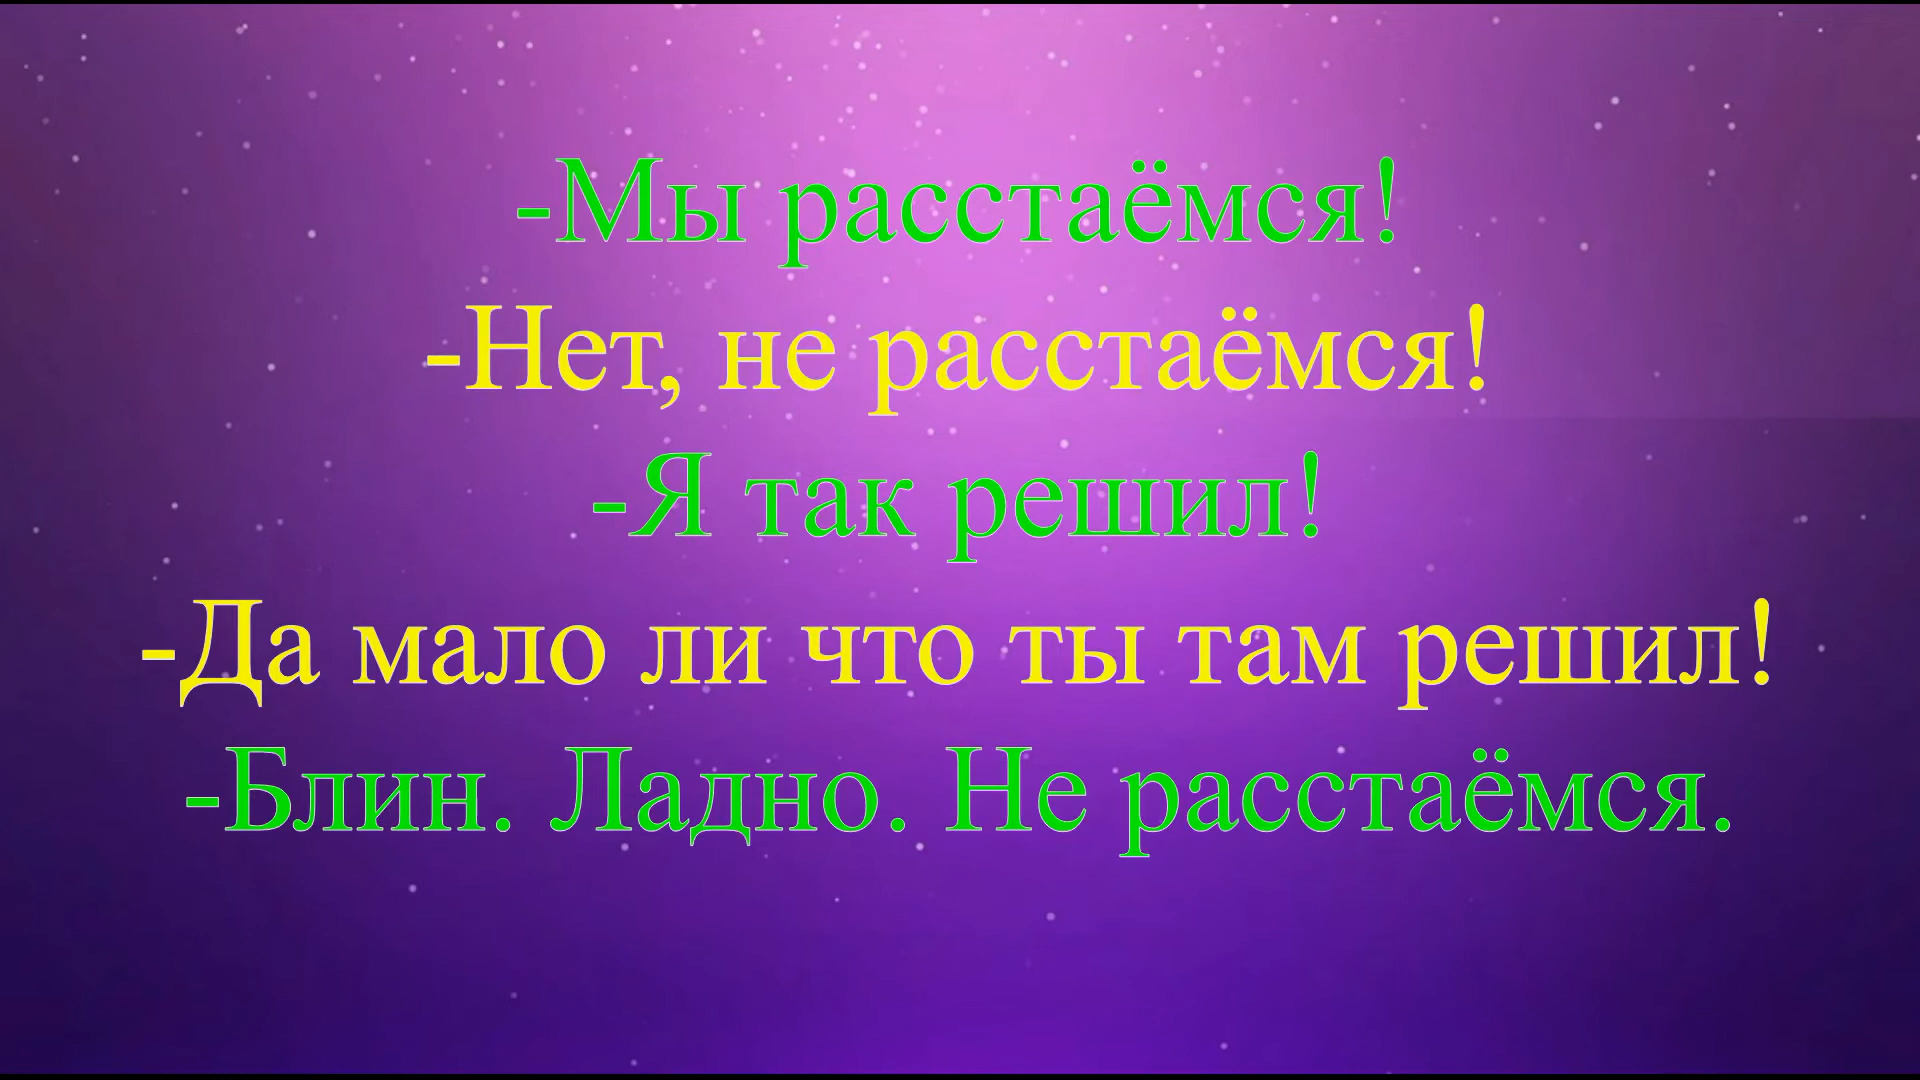 -Мы расстаёмся!
-Нет, не расстаёмся!
-Я так решил!
-Да мало ли что ты там решил!
-Блин. Ладно. Не расстаёмся.